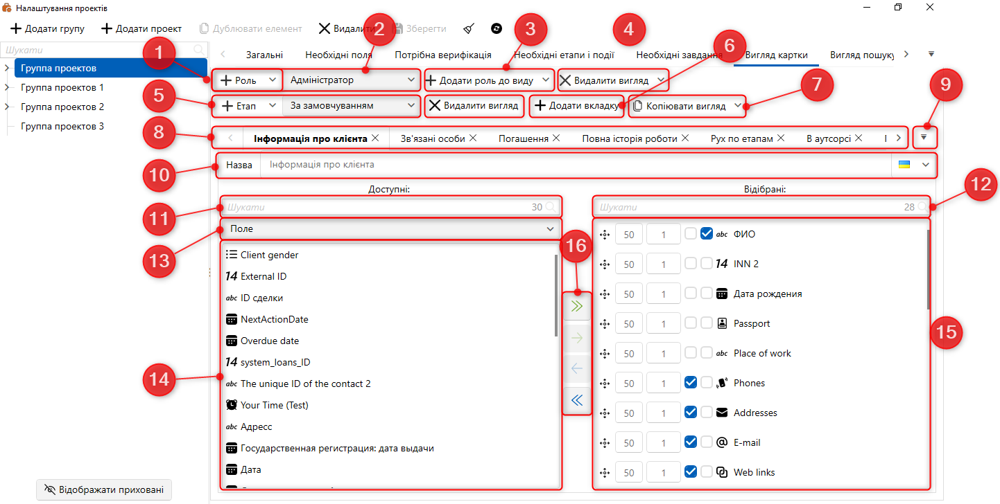 Налаштування проектів
Додати групу Додати проект Дублювати елемент Видалити Зберегти
2 3 4
Шукати
1 6
Загальні Необхідні поля Потрібна верифікація Необхідні етапи і події Необхідні завдання Вигляд картки Вигляд пошуку
Группа проектов
Группа проектов 1
Группа проектов 2
Группа проектов 3
Роль Адміністратор Додати роль до виду Видалити вигляд
5 7 9
Етап За замовчуванням Видалити вигляд Додати вкладку Копіювати вигляд
8
Інформація про клієнта Зв'язані особи Погашення Повна історія роботи Рух по етапам В аутсорсі
10
Назва Інформація про клієнта
12
Доступні: Відібрані:
11
Шукати 30 Шукати 28
13
Поле
16
14
15
Client gender
14 External ID
abc ID сделки
NextActionDate
Overdue date
14 system_loans_ID
abc The unique ID of the contact 2
Your Time (Test)
abc Адресс
Государственная регистрация: дата выдачи
Дата
50 1 abc ФИО
50 1 14 INN 2
50 1 Дата рождения
50 1 Passport
50 1 abc Place of work
50 1 Phones
50 1 Addresses
50 1 E-mail
50 1 Web links
Відображати приховані